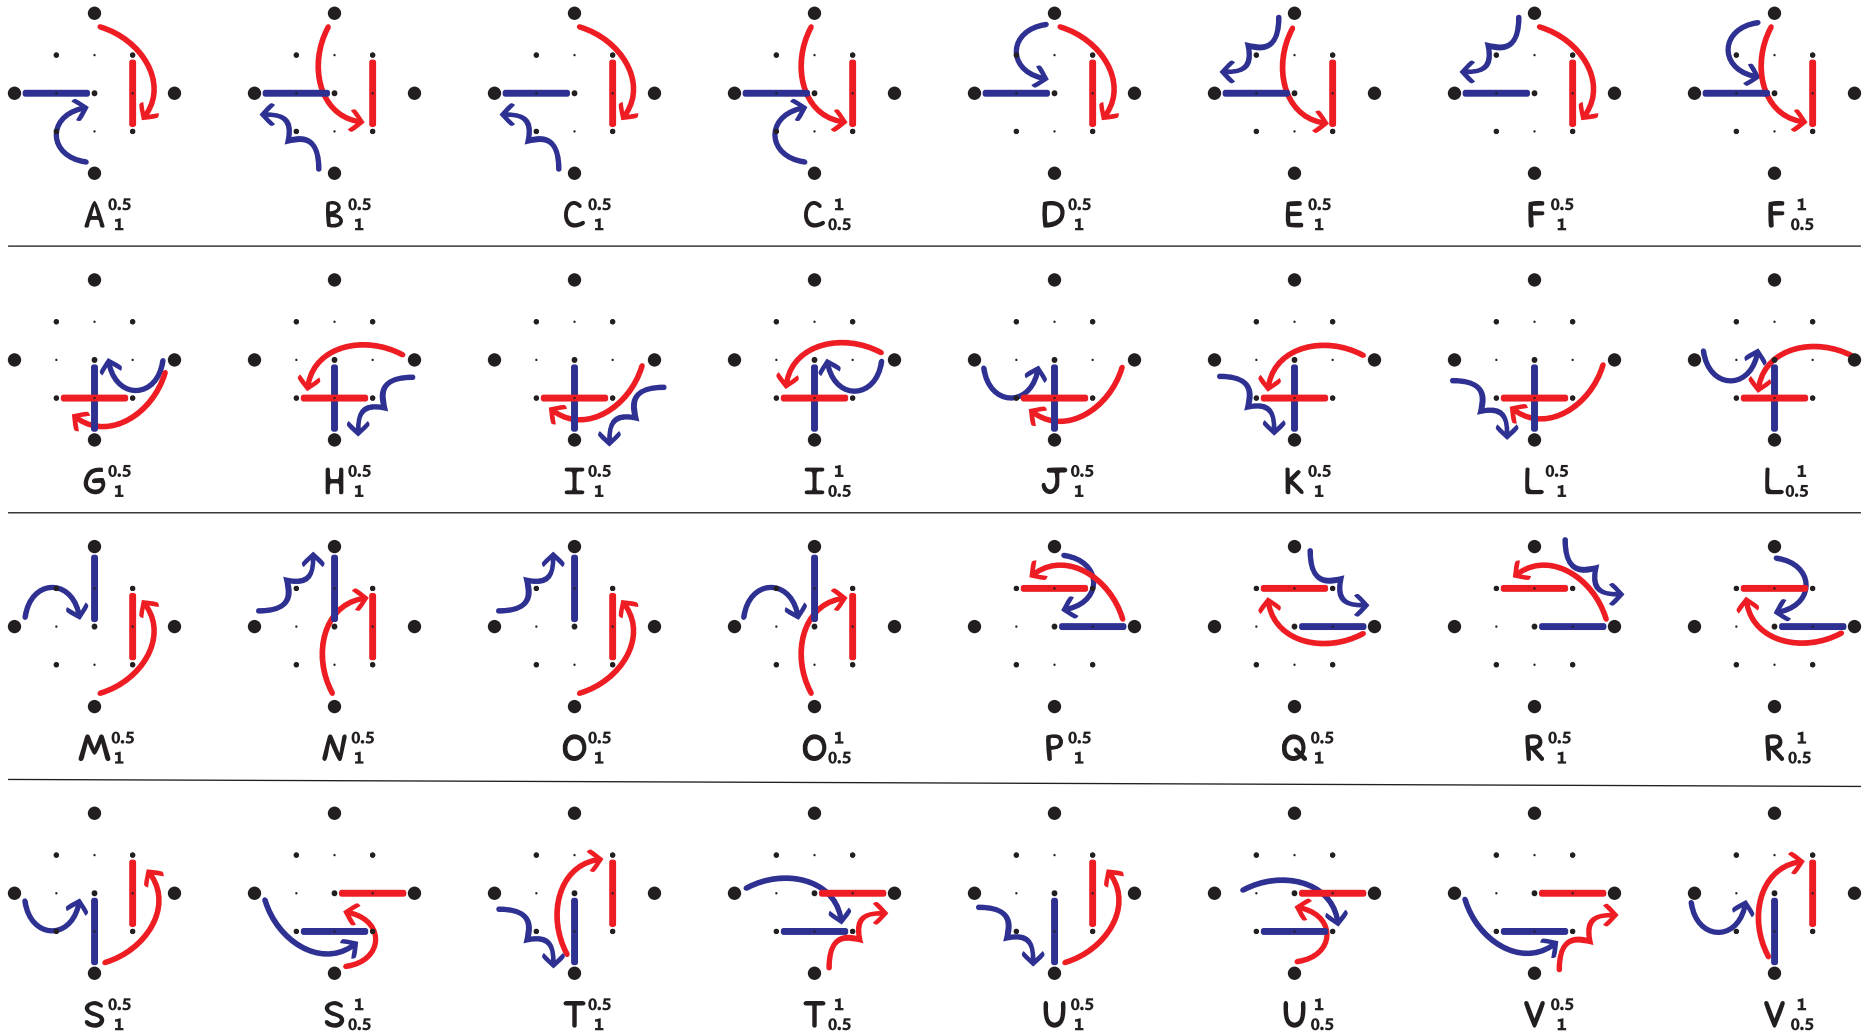 A 0.5 1 B 0.5 1 C 0.5 1 C 1 0.5 D 0.5 1 E 0.5 1 F 0.5 1 F 1 0.5
G 0.5 1 H 0.5 1 I 0.5 1 I 1 0.5 J 0.5 1 K 0.5 1 L 0.5 1 L 1 0.5
M 0.5 1 N 0.5 1 O 0.5 1 O 1 0.5 P 0.5 1 Q 0.5 1 R 0.5 1 R 1 0.5
S 0.5 1 S 1 0.5 T 0.5 1 T 1 0.5 U 0.5 1 U 1 0.5 V 0.5 1 V 1 0.5